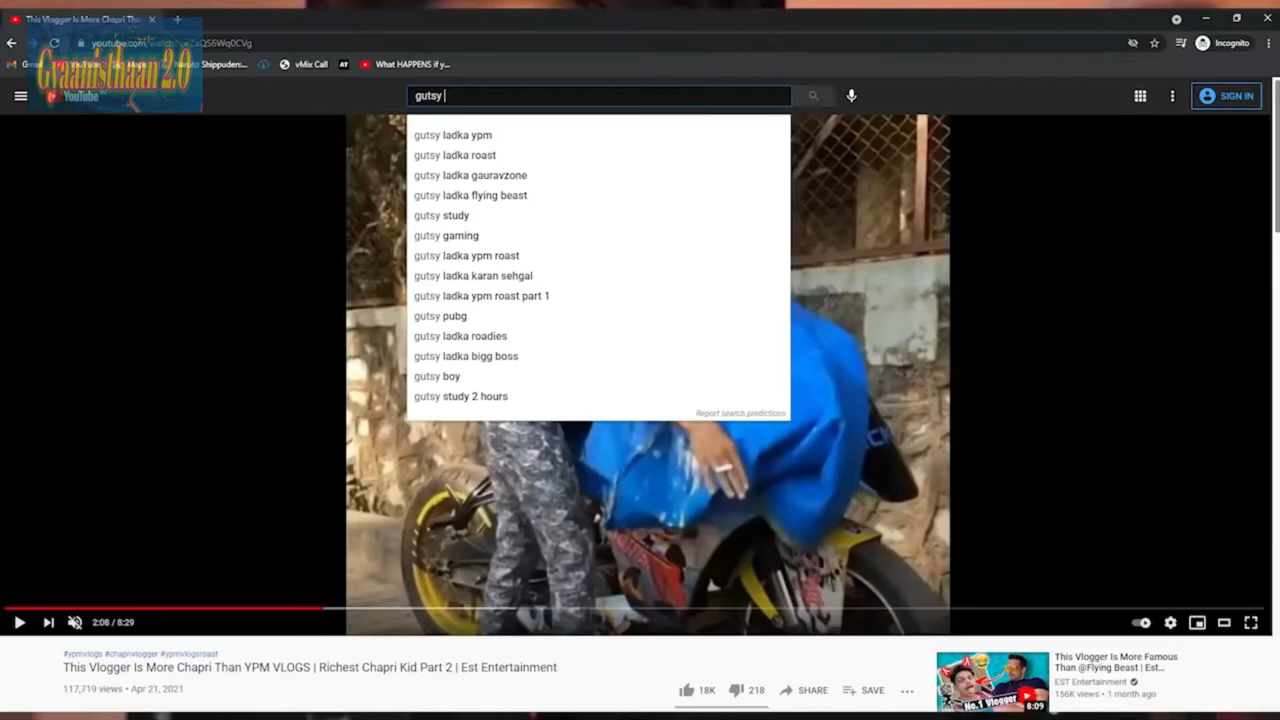 This Vlogger Is More Chapri Tha
youtube.com
Gyaanisthaan 2.0
Naruto Shippuden:
vMix Call
AT
What HAPPENS if y...
Incognito
YouTube
gutsy
SIGN IN
gutsy ladka ypm
gutsy ladka roast
gutsy ladka gauravzone
gutsy ladka flying beast
gutsy study
gutsy gaming
gutsy ladka ypm roast
gutsy ladka karan sehgal
gutsy ladka ypm roast part 1
gutsy pubg
gutsy ladka roadies
gutsy ladka bigg boss
gutsy boy
gutsy study 2 hours
Report search predictions
2:08 / 8:29
#ypmvlogs #chaprivlogger #ypmvlogsroast
This Vlogger Is More Chapri Than YPM VLOGS | Richest Chapri Kid Part 2 | Est Entertainment
117,719 views • Apr 21, 2021
18K
218
SHARE
SAVE
No.1 Vlogger
8:09
This Vlogger Is More Famous
Than @Flying Beast | Est...
EST Entertainment
156K views • 1 month ago